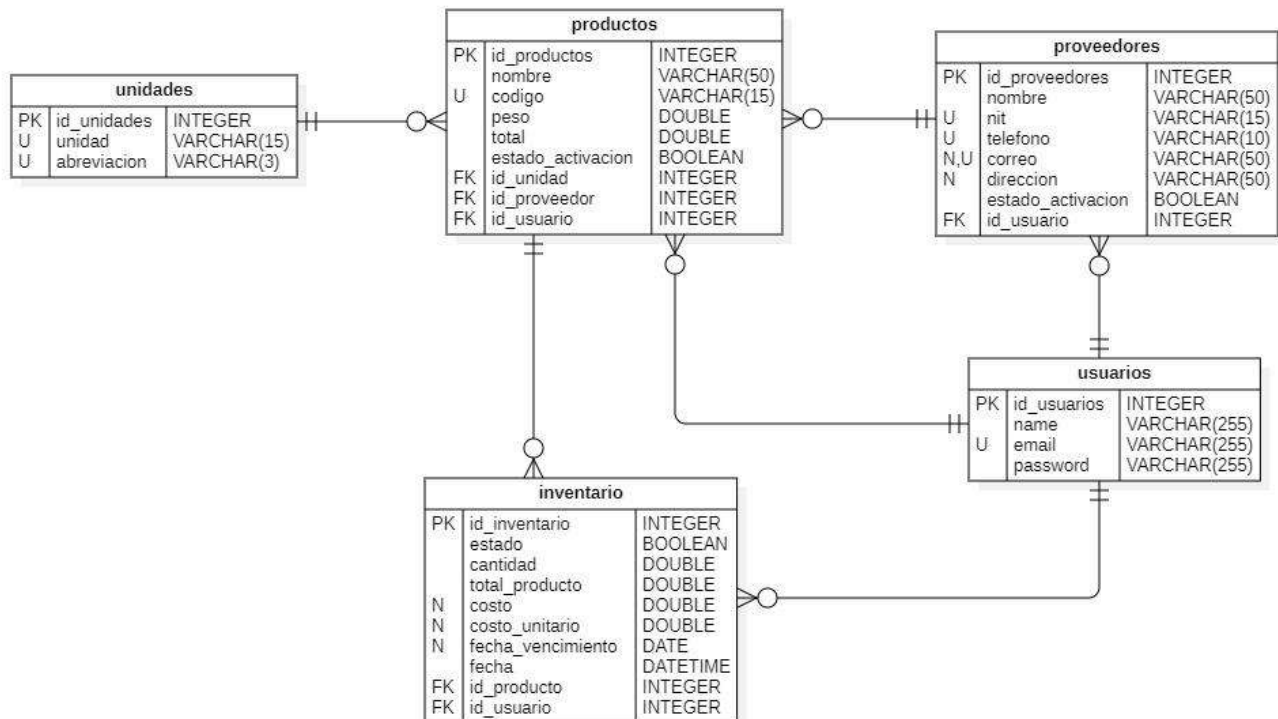 productos
PK id_productos INTEGER
nombre VARCHAR(50)
U codigo VARCHAR(15)
peso DOUBLE
total DOUBLE
estado_activacion BOOLEAN
FK id_unidad INTEGER
FK id_proveedor INTEGER
FK id_usuario INTEGER
proveedores
PK id_proveedores INTEGER
nombre VARCHAR(50)
U nit VARCHAR(15)
U telefono VARCHAR(10)
N,U correo VARCHAR(50)
N direccion VARCHAR(50)
estado_activacion BOOLEAN
FK id_usuario INTEGER
unidades
PK id_unidades INTEGER
U unidad VARCHAR(15)
U abreviacion VARCHAR(3)
usuarios
PK id_usuarios INTEGER
name VARCHAR(255)
U email VARCHAR(255)
password VARCHAR(255)
inventario
PK id_inventario INTEGER
estado BOOLEAN
cantidad DOUBLE
total_producto DOUBLE
N costo DOUBLE
N costo_unitario DOUBLE
N fecha_vencimiento DATE
fecha DATETIME
FK id_producto INTEGER
FK id_usuario INTEGER